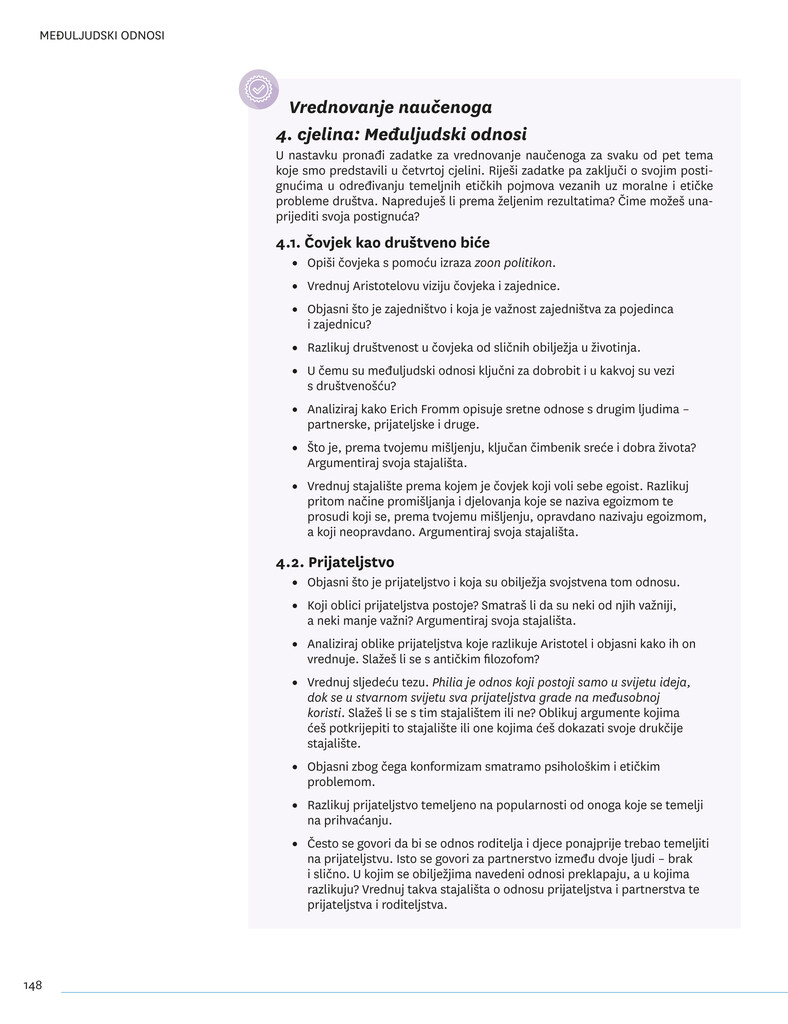 MEĐULJUDSKI ODNOSI
Vrednovanje naučenoga
4. cjelina: Međuljudski odnosi
U nastavku pronađi zadatke za vrednovanje naučenoga za svaku od pet tema
koje smo predstavili u četvrtoj cjelini. Riješi zadatke pa zaključi o svojim posti-
gnućima u određivanju temeljnih etičkih pojmova vezanih uz moralne i etičke
probleme društva. Napreduješ li prema željenim rezultatima? Čime možeš una-
prijediti svoja postignuća?
4.1. Čovjek kao društveno biće
• Opiši čovjeka s pomoću izraza zoon politikon.
• Vrednuj Aristotelovu viziju čovjeka i zajednice.
• Objasni što je zajedništvo i koja je važnost zajedništva za pojedinca
i zajednicu?
• Razlikuj društvenost u čovjeka od sličnih obilježja u životinja.
• U čemu su međuljudski odnosi ključni za dobrobit i u kakvoj su vezi
s društvenošću?
• Analiziraj kako Erich Fromm opisuje sretne odnose s drugim ljudima –
partnerske, prijateljske i druge.
• Što je, prema tvojemu mišljenju, ključan čimbenik sreće i dobra života?
Argumentiraj svoja stajališta.
• Vrednuj stajalište prema kojem je čovjek koji voli sebe egoist. Razlikuj
pritom načine promišljanja i djelovanja koje se naziva egoizmom te
prosudi koji se, prema tvojemu mišljenju, opravdano nazivaju egoizmom,
a koji neopravdano. Argumentiraj svoja stajališta.
4.2. Prijateljstvo
• Objasni što je prijateljstvo i koja su obilježja svojstvena tom odnosu.
• Koji oblici prijateljstva postoje? Smatraš li da su neki od njih važniji,
a neki manje važni? Argumentiraj svoja stajališta.
• Analiziraj oblike prijateljstva koje razlikuje Aristotel i objasni kako ih on
vrednuje. Slažeš li se s antičkim filozofom?
• Vrednuj sljedeću tezu. Philia je odnos koji postoji samo u svijetu ideja,
dok se u stvarnom svijetu sva prijateljstva grade na međusobnoj
koristi. Slažeš li se s tim stajalištem ili ne? Oblikuj argumente kojima
ćeš potkrijepiti to stajalište ili one kojima ćeš dokazati svoje drukčije
stajalište.
• Objasni zbog čega konformizam smatramo psihološkim i etičkim
problemom.
• Razlikuj prijateljstvo temeljeno na popularnosti od onoga koje se temelji
na prihvaćanju.
• Često se govori da bi se odnos roditelja i djece ponajprije trebao temeljiti
na prijateljstvu. Isto se govori za partnerstvo između dvoje ljudi – brak
i slično. U kojim se obilježjima navedeni odnosi preklapaju, a u kojima
razlikuju? Vrednuj takva stajališta o odnosu prijateljstva i partnerstva te
prijateljstva i roditeljstva.
148